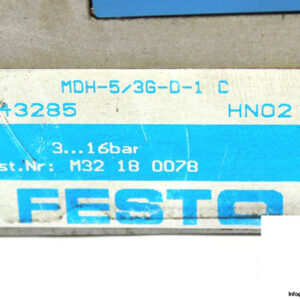 MDH-5/3G-D-1 C
43285 HN02
3...16bar
st.Nr: M32 18 0078
FESTO